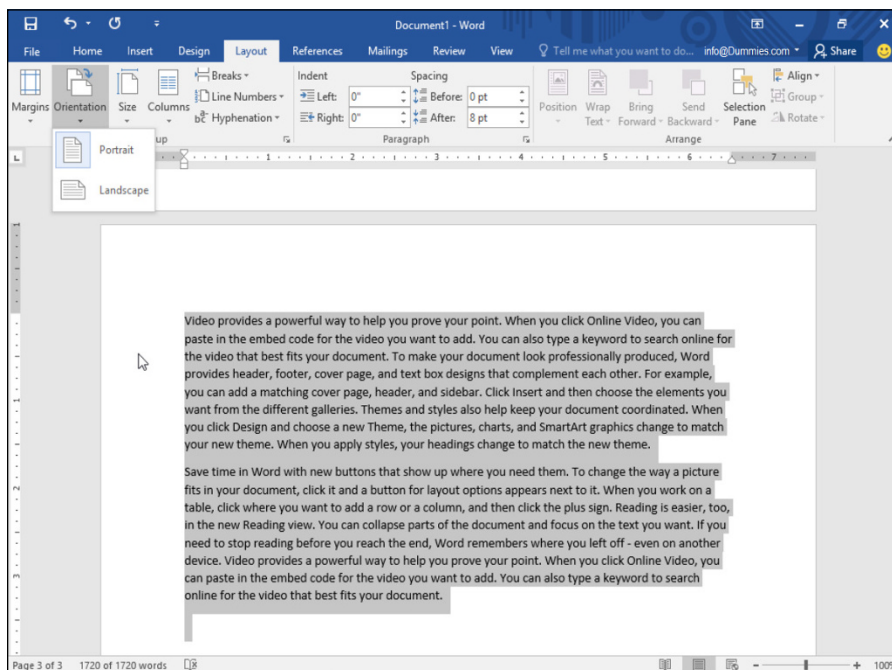 Document1 - Word
File Home Insert Design Layout References Mailings Review View Tell me what you want to do... info@Dummies.com Share
Margins Orientation Size Columns
Breaks
Line Numbers
Hyphenation
Indent Spacing
Left: 0" Before: 0 pt
Right: 0" After: 8 pt
Position Wrap Text Bring Forward Send Backward Selection Pane
Align
Group
Rotate
up Paragraph Arrange
Portrait
Landscape
1 2 3 4 5 6 7
Video provides a powerful way to help you prove your point. When you click Online Video, you can
paste in the embed code for the video you want to add. You can also type a keyword to search online for
the video that best fits your document. To make your document look professionally produced, Word
provides header, footer, cover page, and text box designs that complement each other. For example,
you can add a matching cover page, header, and sidebar. Click Insert and then choose the elements you
want from the different galleries. Themes and styles also help keep your document coordinated. When
you click Design and choose a new Theme, the pictures, charts, and SmartArt graphics change to match
your new theme. When you apply styles, your headings change to match the new theme.
Save time in Word with new buttons that show up where you need them. To change the way a picture
fits in your document, click it and a button for layout options appears next to it. When you work on a
table, click where you want to add a row or a column, and then click the plus sign. Reading is easier, too,
in the new Reading view. You can collapse parts of the document and focus on the text you want. If you
need to stop reading before you reach the end, Word remembers where you left off - even on another
device. Video provides a powerful way to help you prove your point. When you click Online Video, you
can paste in the embed code for the video you want to add. You can also type a keyword to search
online for the video that best fits your document.
1
1
2
3
Page 3 of 3 1720 of 1720 words 100%